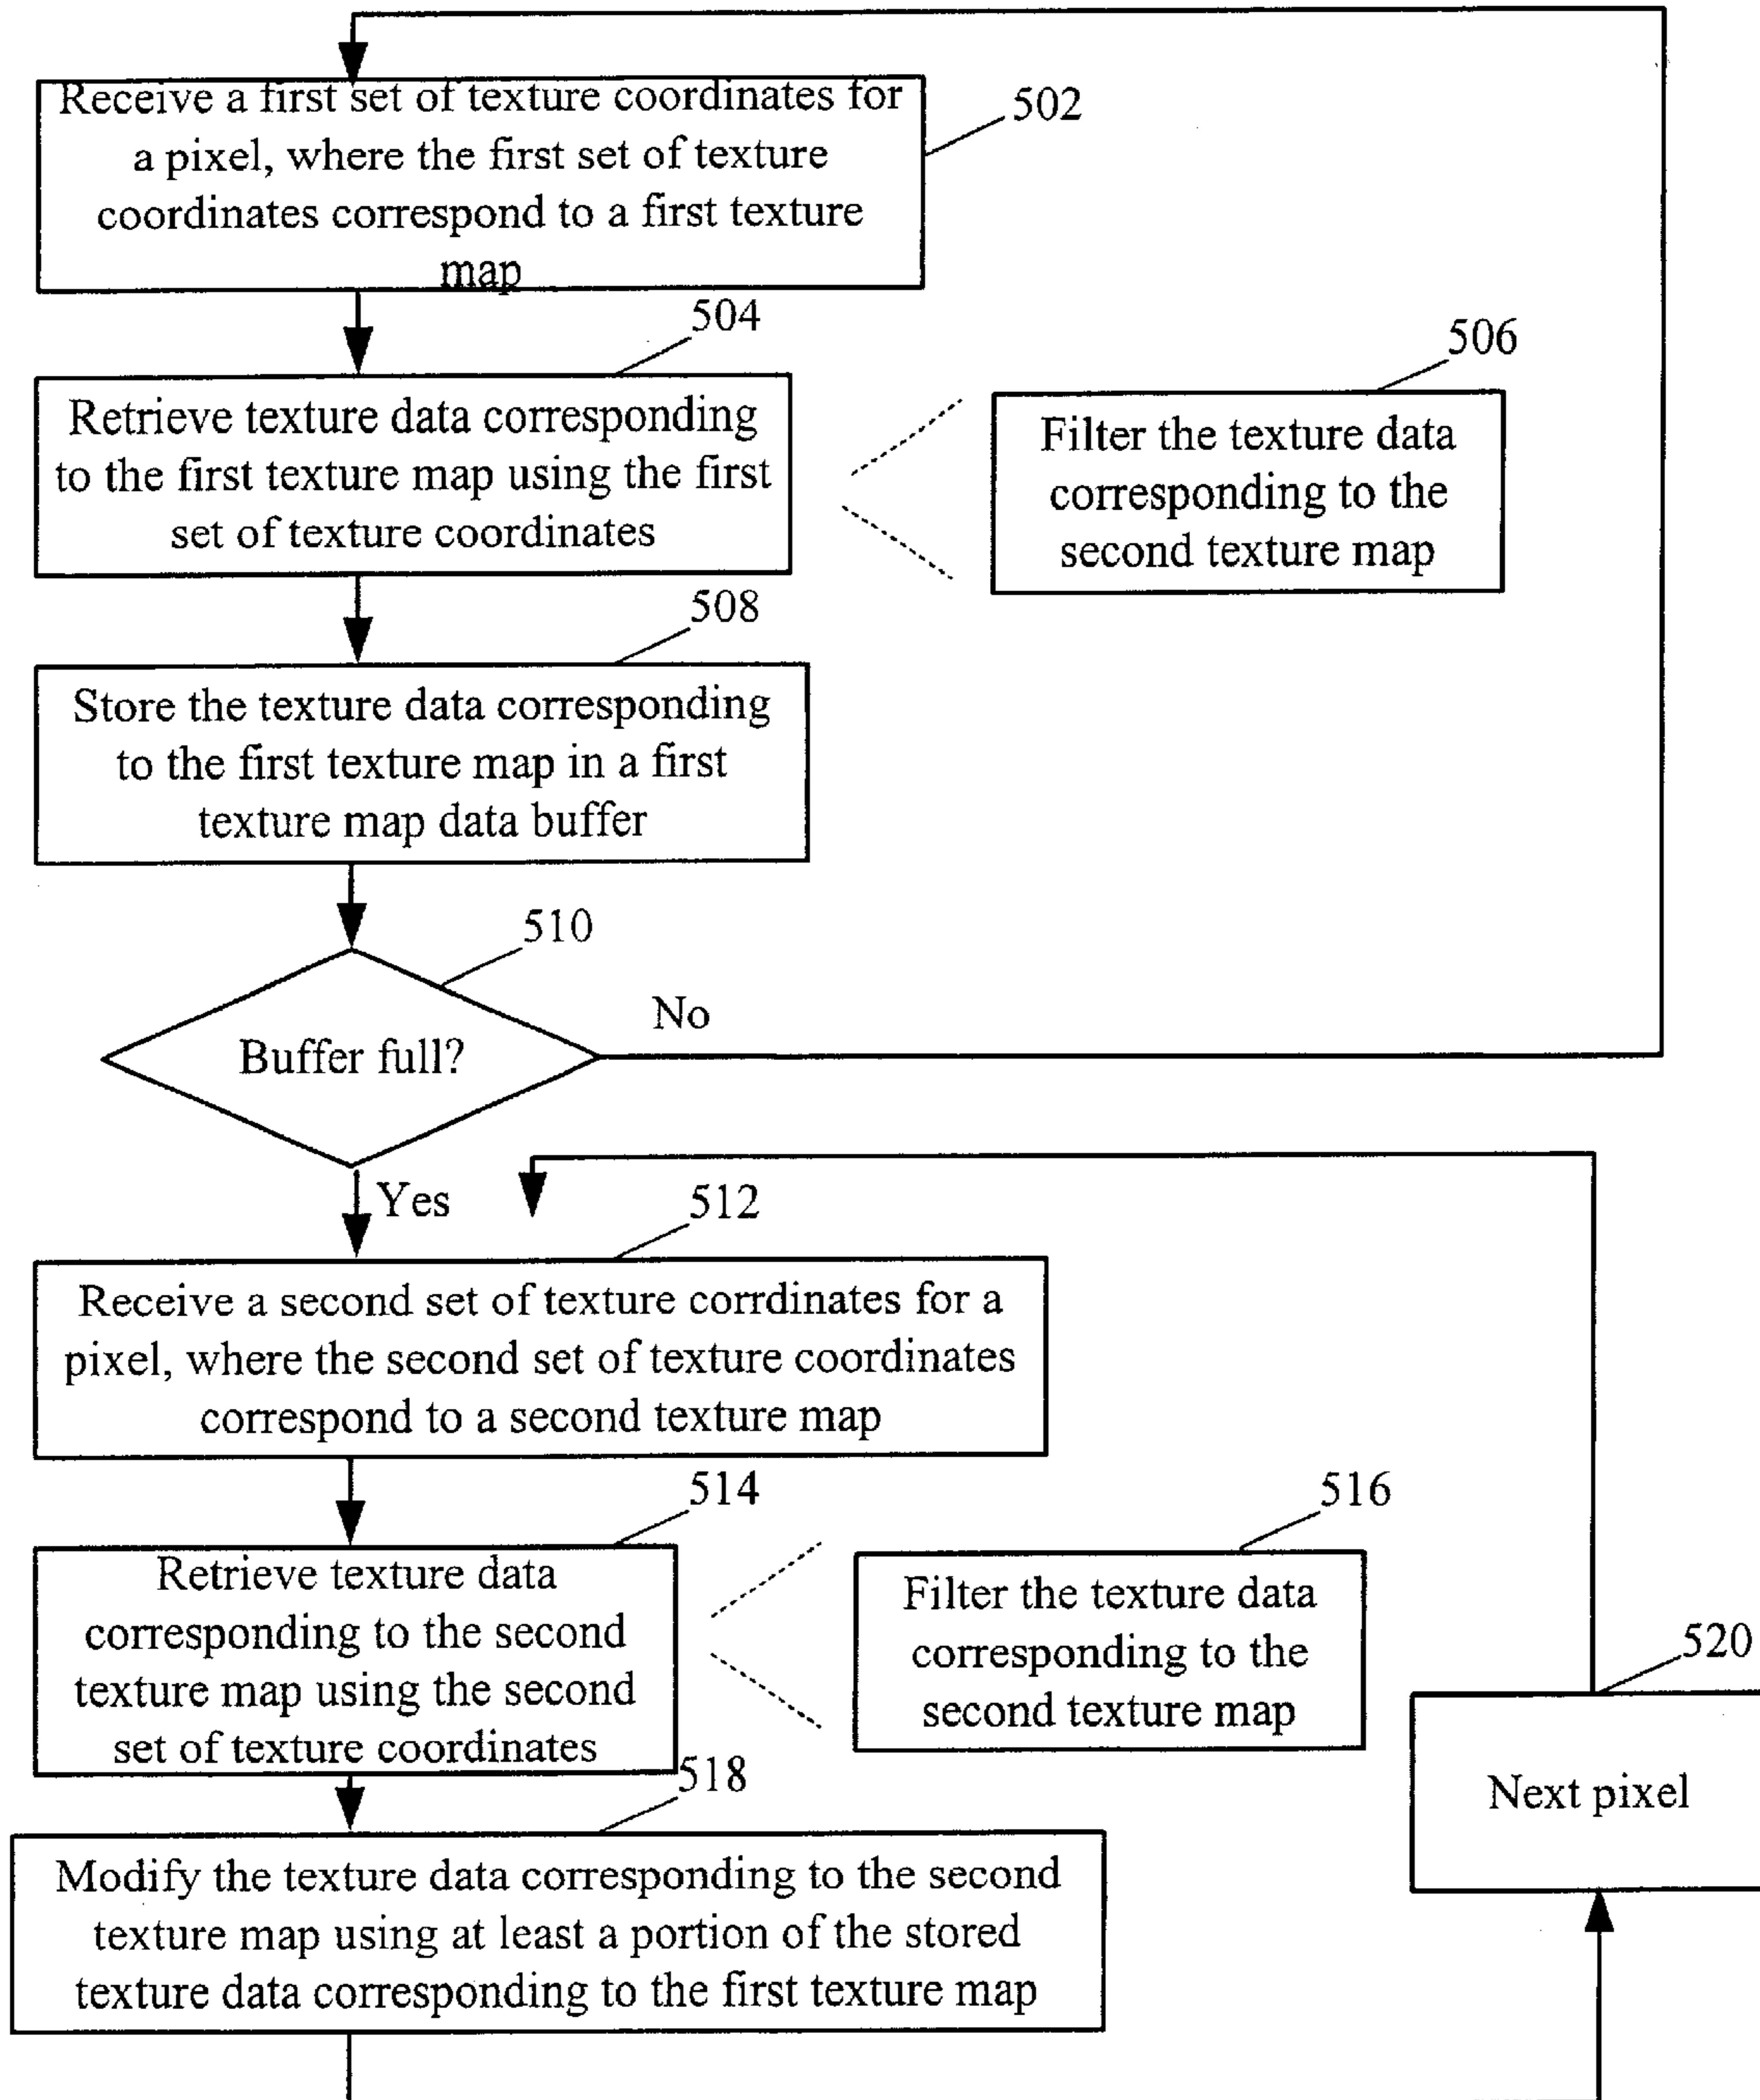 Receive a first set of texture coordinates for
a pixel, where the first set of texture
coordinates correspond to a first texture
map
502
504
Retrieve texture data corresponding
to the first texture map using the first
set of texture coordinates
506
Filter the texture data
corresponding to the
second texture map
508
Store the texture data corresponding
to the first texture map in a first
texture map data buffer
510
Buffer full?
No
Yes
512
Receive a second set of texture corrdinates for a
pixel, where the second set of texture coordinates
correspond to a second texture map
514
Retrieve texture data
corresponding to the second
texture map using the second
set of texture coordinates
516
Filter the texture data
corresponding to the
second texture map
518
Modify the texture data corresponding to the second
texture map using at least a portion of the stored
texture data corresponding to the first texture map
520
Next pixel